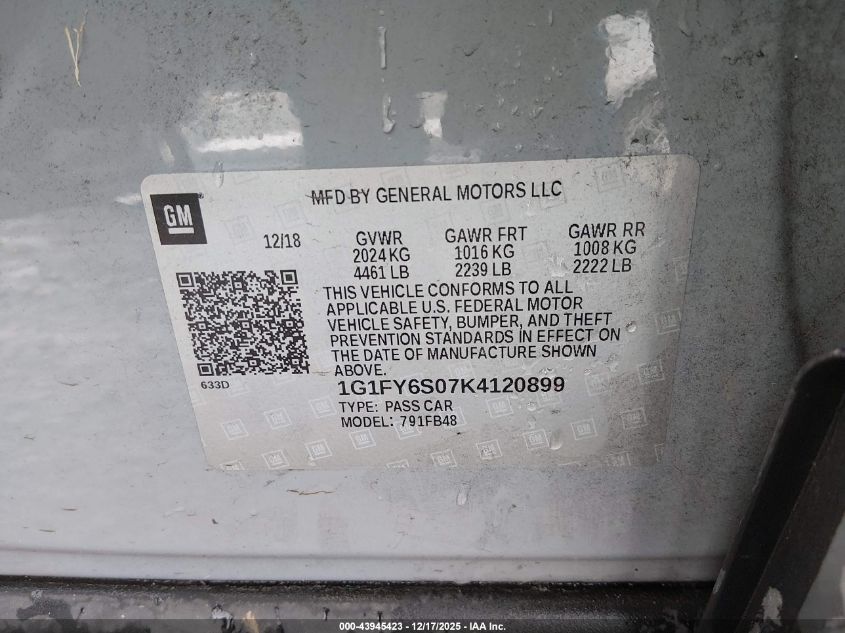 MFD BY GENERAL MOTORS LLC
GM
12/18 GVWR GAWR FRT GAWR RR
2024 KG 1016 KG 1008 KG
4461 LB 2239 LB 2222 LB
THIS VEHICLE CONFORMS TO ALL
APPLICABLE U.S. FEDERAL MOTOR
VEHICLE SAFETY, BUMPER, AND THEFT
PREVENTION STANDARDS IN EFFECT ON
THE DATE OF MANUFACTURE SHOWN
ABOVE.
633D
1G1FY6S07K4120899
TYPE: PASS CAR
MODEL: 791FB48
000-43945423 - 12/17/2025 - IAA Inc.